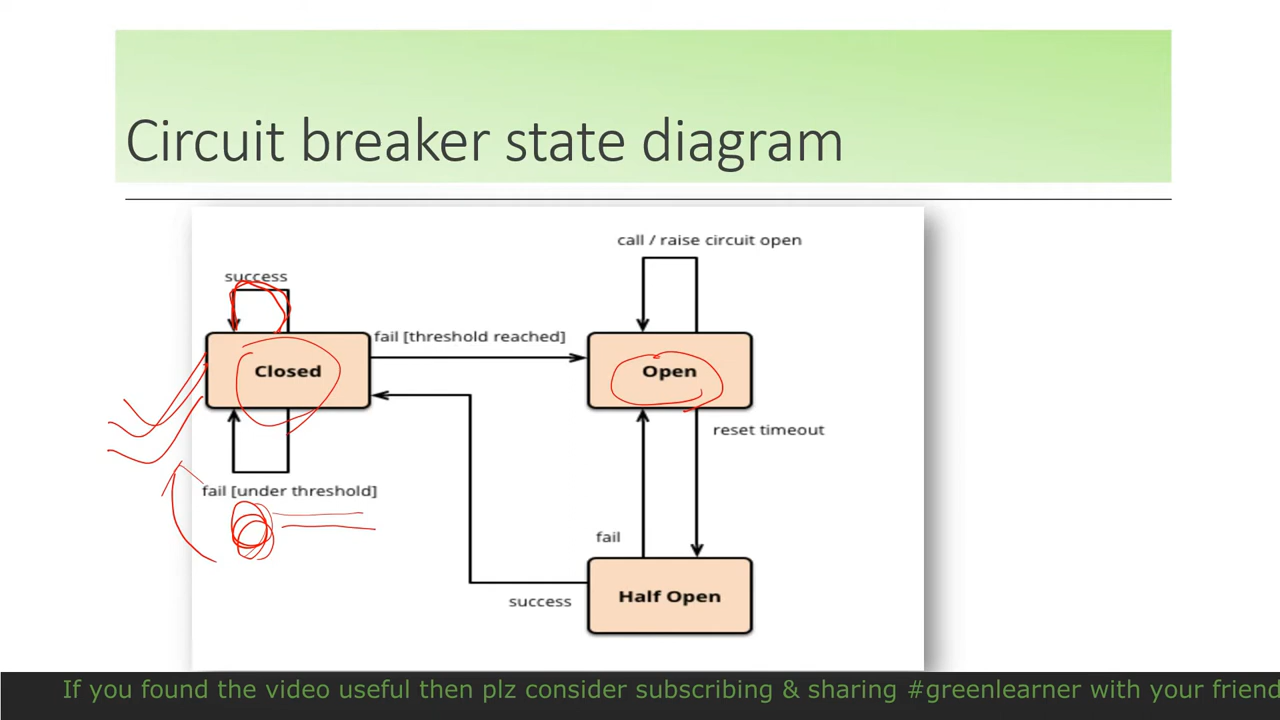 Circuit breaker state diagram
call / raise circuit open
success
fail [threshold reached]
Closed
Open
reset timeout
fail [under threshold]
fail
success
Half Open
If you found the video useful then plz consider subscribing & sharing #greenlearner with your friend